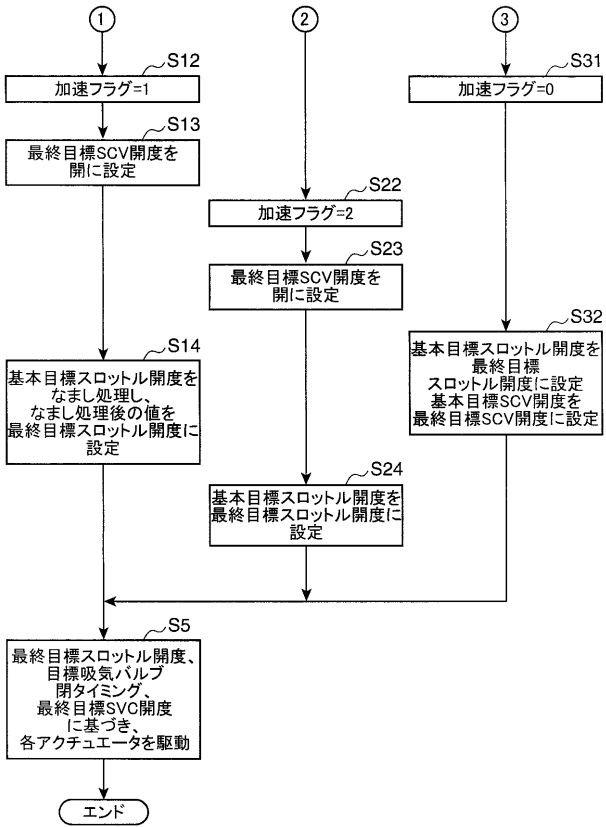 1
S12
加速フラグ=1
S13
最終目標SCV開度を
開に設定
S14
基本目標スロットル開度を
なまし処理し、
なまし処理後の値を
最終目標スロットル開度に
設定
2
S22
加速フラグ=2
S23
最終目標SCV開度を
開に設定
S24
基本目標スロットル開度を
最終目標スロットル開度に
設定
3
S31
加速フラグ=0
S32
基本目標スロットル開度を
最終目標
スロットル開度に設定
基本目標SCV開度を
最終目標SCV開度に設定
S5
最終目標スロットル開度、
目標吸気バルブ
閉タイミング、
最終目標SVC開度
に基づき、
各アクチュエータを駆動
エンド